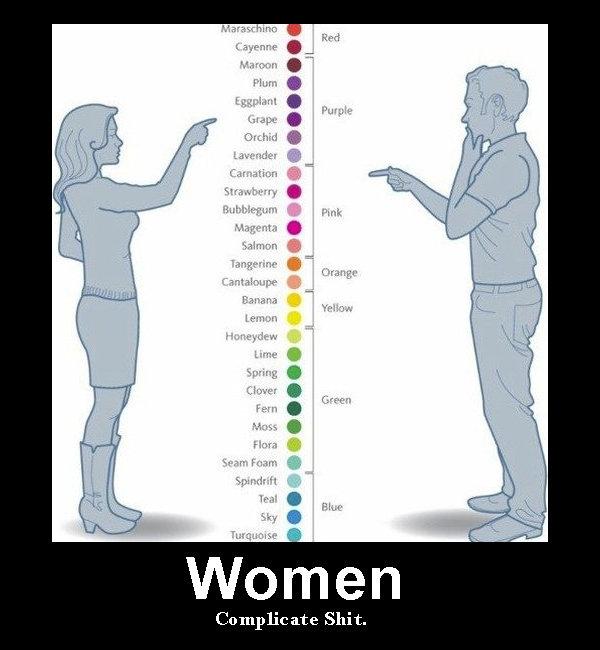 Maraschino
Red
Cayenne
Maroon
Plum
Eggplant
Purple
Grape
Orchid
Lavender
Carnation
Strawberry
Bubblegum
Pink
Magenta
Salmon
Tangerine
Orange
Cantaloupe
Banana
Yellow
Lemon
Honeydew
Lime
Spring
Clover
Green
Fern
Moss
Flora
Seam Foam
Spindrift
Teal
Blue
Sky
Turquoise
Women
Complicate Shit.